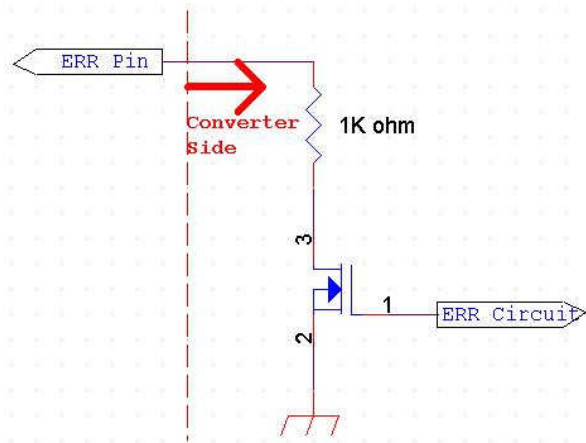 ERR Pin
Converter
Side
1K ohm
3
1
ERR Circuit
2